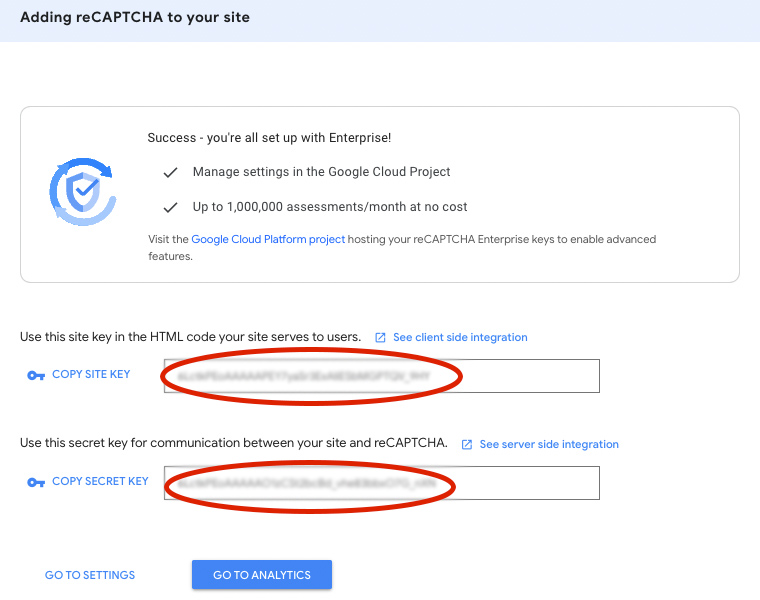 Adding reCAPTCHA to your site
Success - you're all set up with Enterprise!
Manage settings in the Google Cloud Project
Up to 1,000,000 assessments/month at no cost
Visit the Google Cloud Platform project hosting your reCAPTCHA Enterprise keys to enable advanced
features.
Use this site key in the HTML code your site serves to users. See client side integration
COPY SITE KEY
Use this secret key for communication between your site and reCAPTCHA. See server side integration
COPY SECRET KEY
GO TO SETTINGS GO TO ANALYTICS